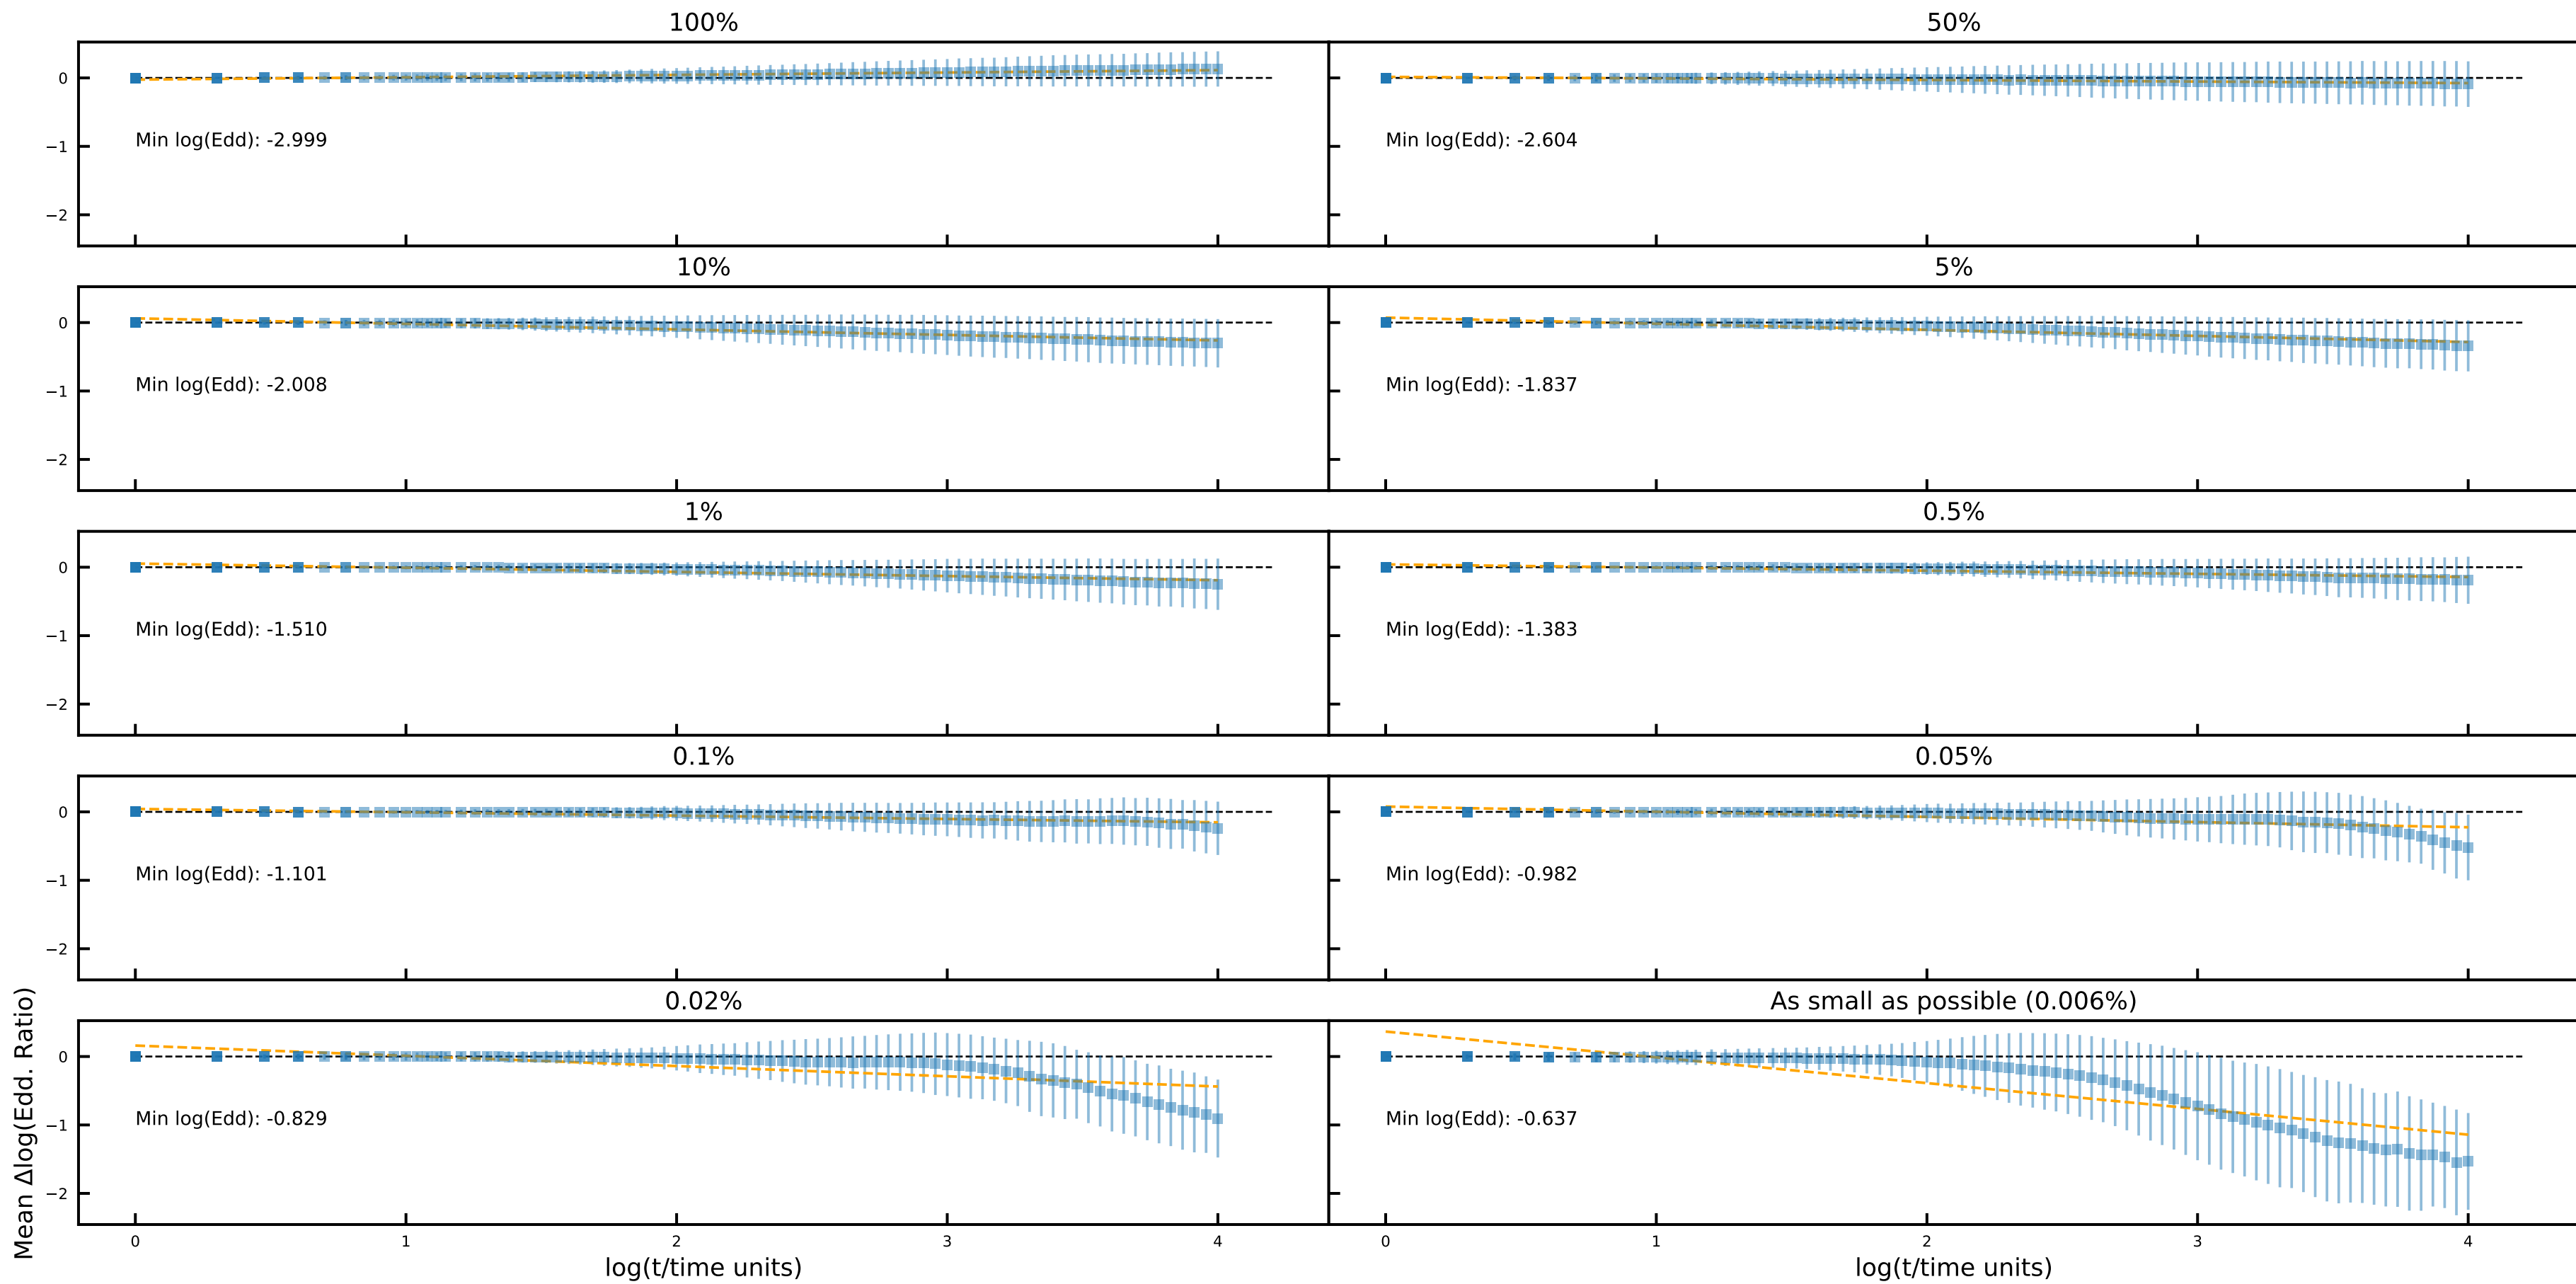 100%
50%
0
−1
−2
Min log(Edd): -2.999
Min log(Edd): -2.604
10%
5%
0
−1
−2
Min log(Edd): -2.008
Min log(Edd): -1.837
1%
0.5%
0
−1
−2
Min log(Edd): -1.510
Min log(Edd): -1.383
0.1%
0.05%
0
−1
−2
Min log(Edd): -1.101
Min log(Edd): -0.982
0.02%
As small as possible (0.006%)
0
−1
−2
Min log(Edd): -0.829
Min log(Edd): -0.637
Mean Δlog(Edd. Ratio)
0 1 2 3 4
0 1 2 3 4
log(t/time units)
log(t/time units)